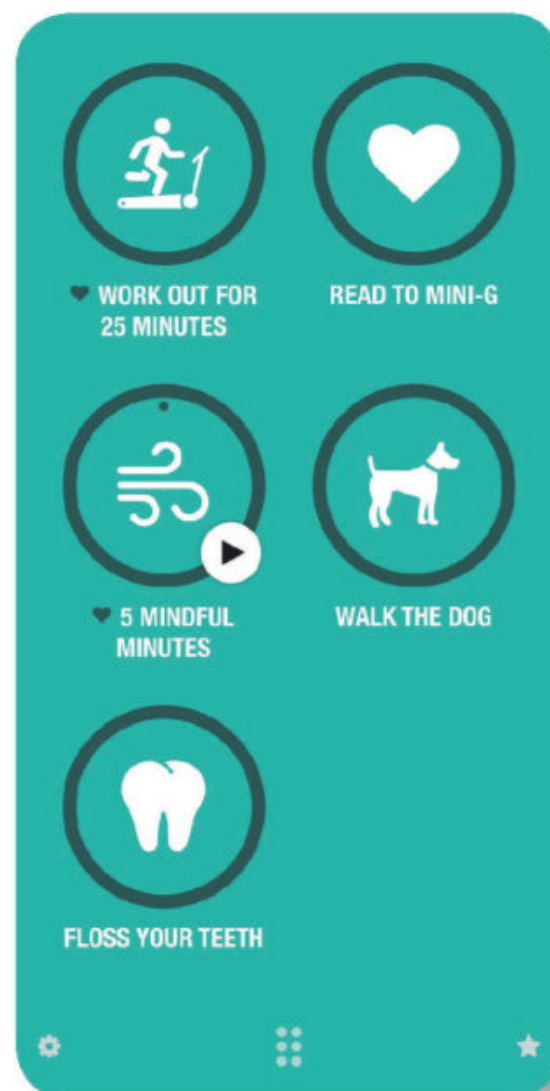 WORK OUT FOR
25 MINUTES
READ TO MINI-G
5 MINDFUL
MINUTES
WALK THE DOG
FLOSS YOUR TEETH